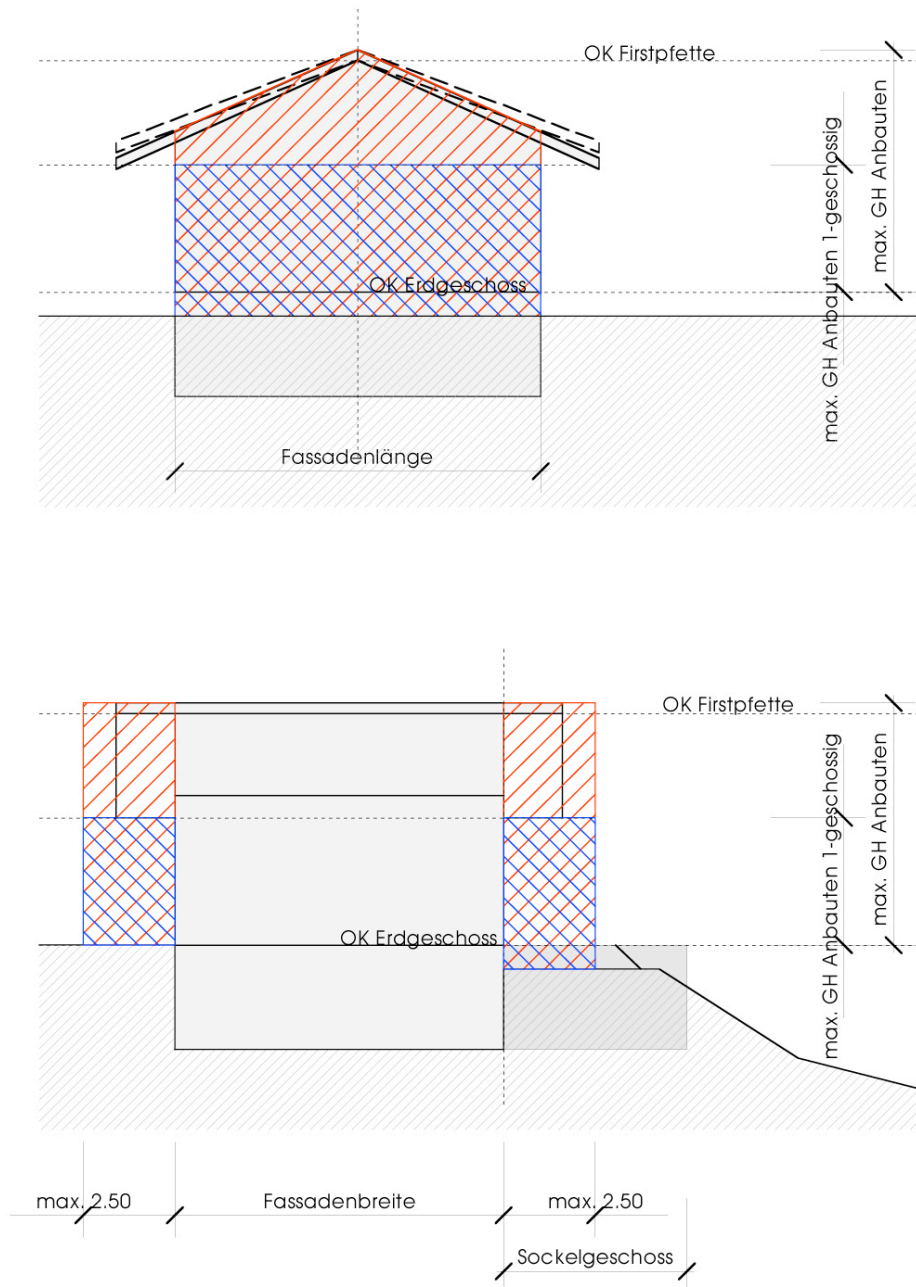 OK Firstpfette
max. GH Anbauten 1-geschossig
max. GH Anbauten
OK Erdgeschoss
Fassadenlänge
OK Firstpfette
max. GH Anbauten 1-geschossig
max. GH Anbauten
OK Erdgeschoss
max. 2.50
Fassadenbreite
max. 2.50
Sockelgeschoss